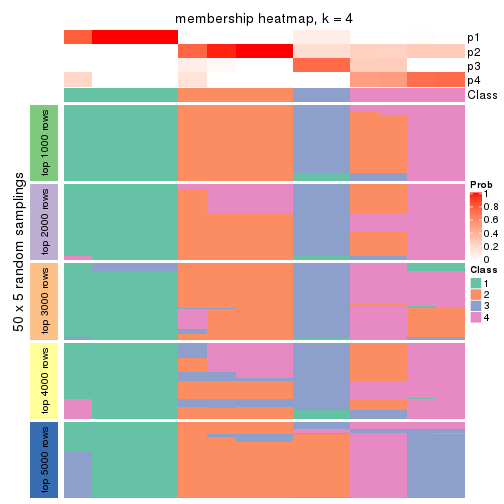 membership heatmap, k = 4
p1
p2
p3
p4
Class
50 x 5 random samplings
top 1000 rows
top 2000 rows
top 3000 rows
top 4000 rows
top 5000 rows
Prob
1
0.8
0.6
0.4
0.2
0
Class
1
2
3
4